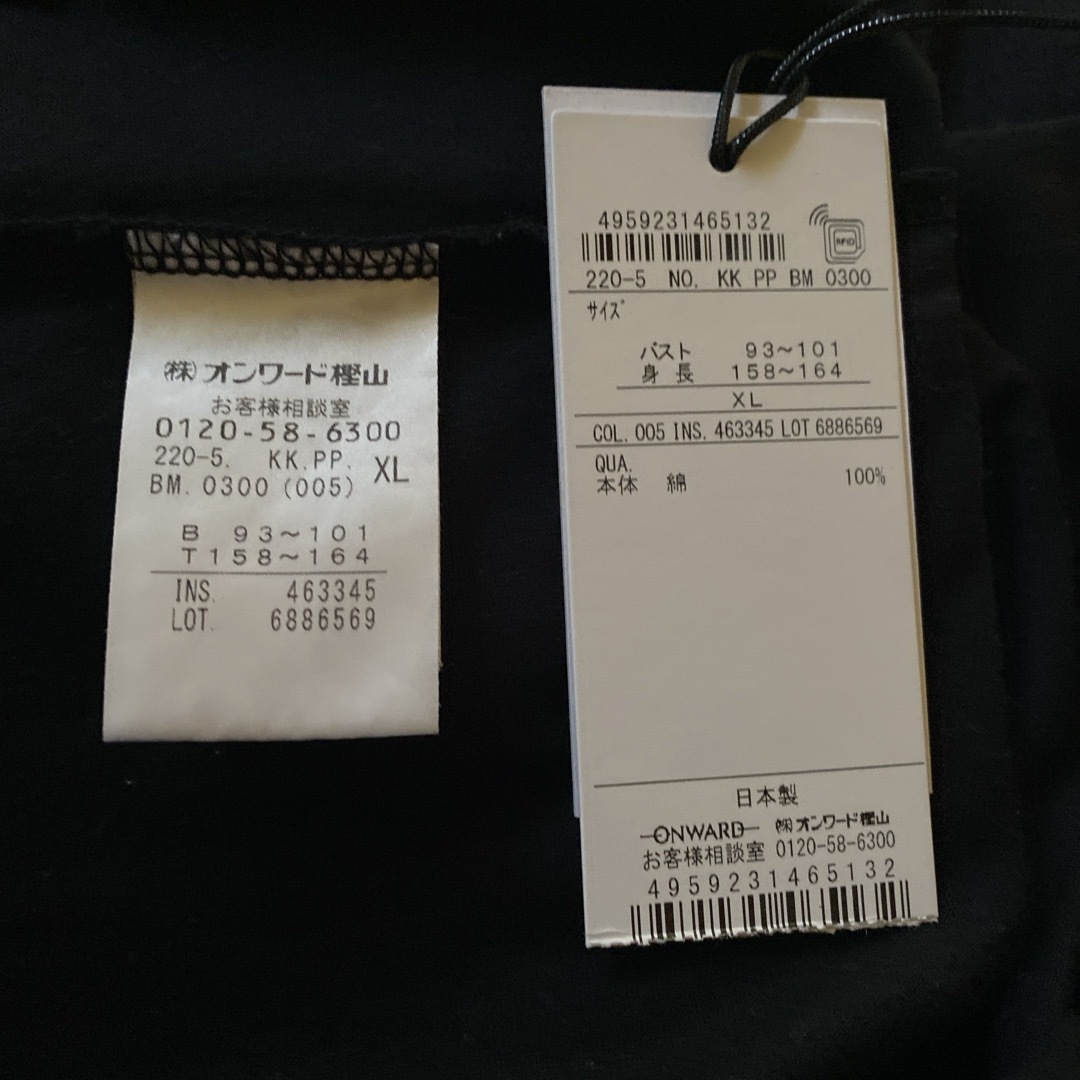 ㈱オンワード樫山
お客様相談室
0120-58-6300
220-5. KK.PP. XL
BM. 0300 (005)
B 93~101
T 158~164
INS. 463345
LOT. 6886569
4959231465132
RFID
220-5 NO. KK PP BM 0300
サイズ
バスト 93~101
身長 158~164
XL
COL. 005 INS. 463345 LOT 6886569
QUA.
本体 綿 100%
日本製
ONWARD ㈱オンワード樫山
お客様相談室 0120-58-6300
4959231465132